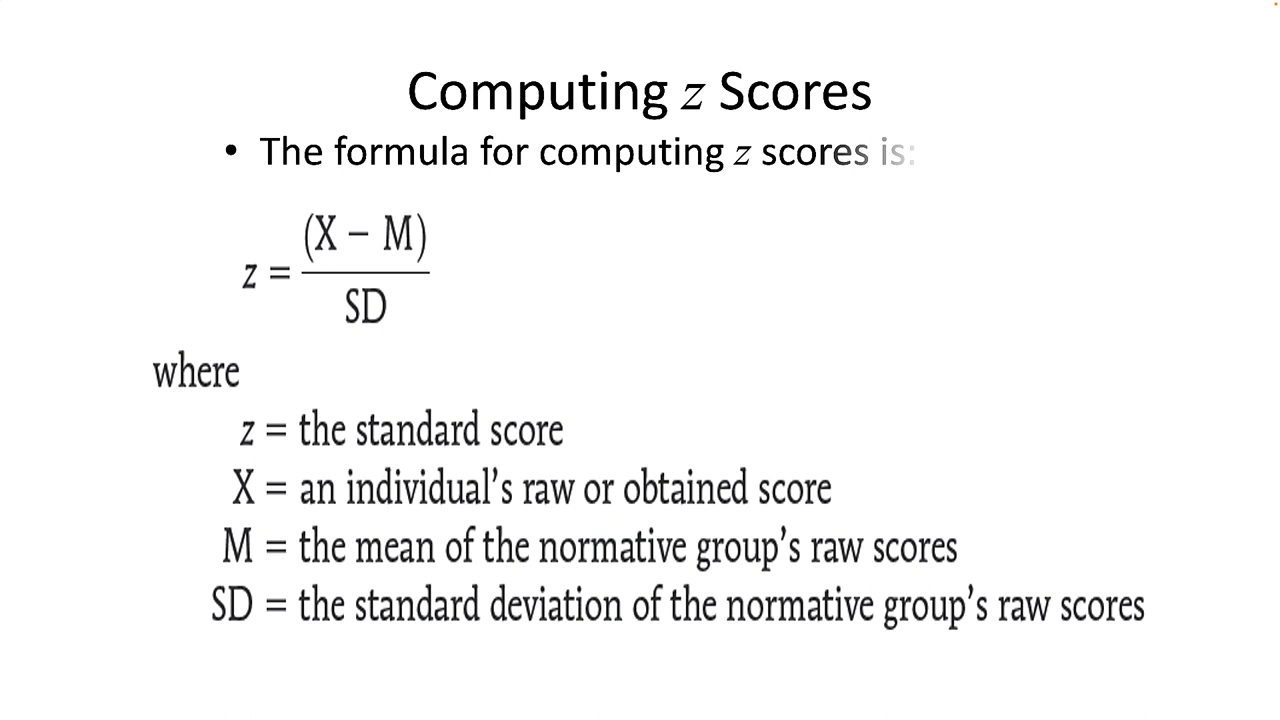 Computing z Scores
• The formula for computing z scores is:
z = (X − M) / SD
where
z = the standard score
X = an individual's raw or obtained score
M = the mean of the normative group's raw scores
SD = the standard deviation of the normative group's raw scores